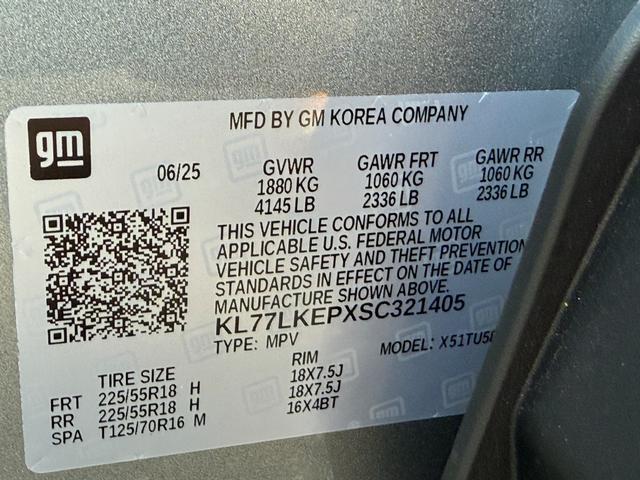 gm
MFD BY GM KOREA COMPANY
06/25 GVWR GAWR FRT GAWR RR
1880 KG 1060 KG 1060 KG
4145 LB 2336 LB 2336 LB
THIS VEHICLE CONFORMS TO ALL
APPLICABLE U.S. FEDERAL MOTOR
VEHICLE SAFETY AND THEFT PREVENTION
STANDARDS IN EFFECT ON THE DATE OF
MANUFACTURE SHOWN ABOVE.
KL77LKEPXSC321405
TYPE: MPV MODEL:
TIRE SIZE RIM
FRT 225/55R18 H 18X7.5J
RR 225/55R18 H 18X7.5J
SPA T125/70R16 M 16X4BT